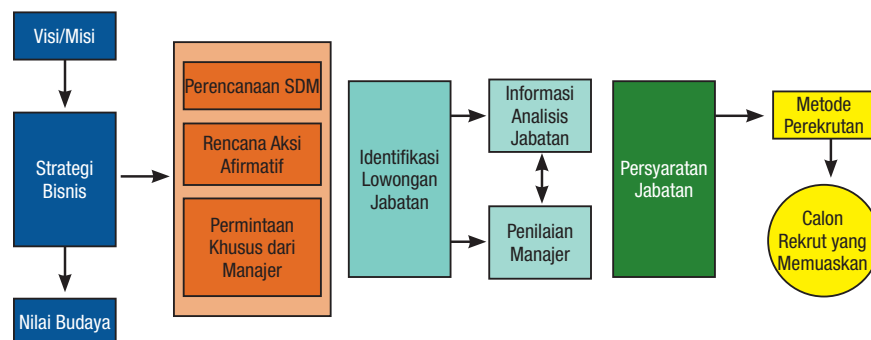 Visi/Misi
Strategi
Bisnis
Nilai Budaya
Perencanaan SDM
Rencana Aksi
Afirmatif
Permintaan
Khusus dari
Manajer
Identifikasi
Lowongan
Jabatan
Informasi
Analisis
Jabatan
Penilaian
Manajer
Persyaratan
Jabatan
Metode
Perekrutan
Calon
Rekrut yang
Memuaskan